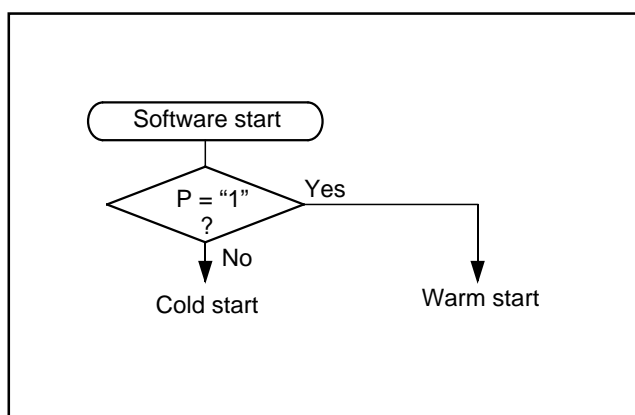 Software start
P = “1”
?
Yes
No
Cold start
Warm start